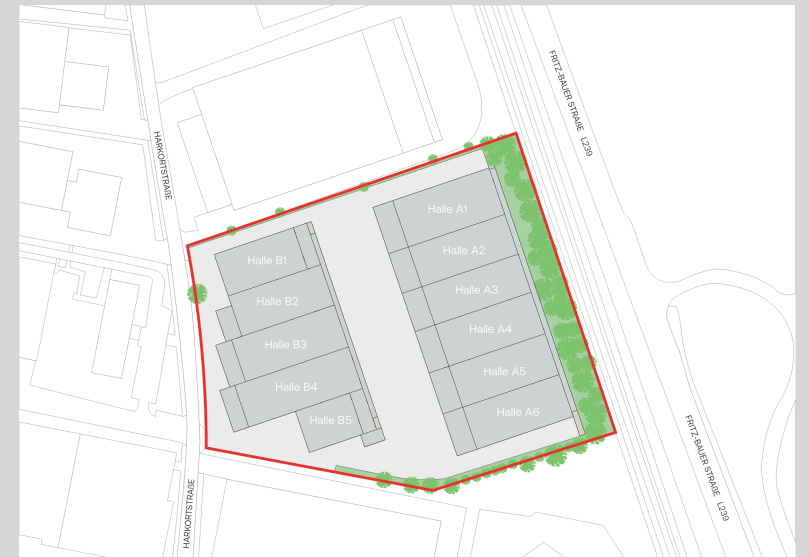 FRITZ-BAUER STRAßE L239
HARKORTSTRAßE
Halle A1
Halle A2
Halle B1
Halle A3
Halle B2
Halle A4
Halle B3
Halle A5
Halle B4
Halle A6
Halle B5
FRITZ-BAUER STRAßE L239
HARKORTSTRAßE